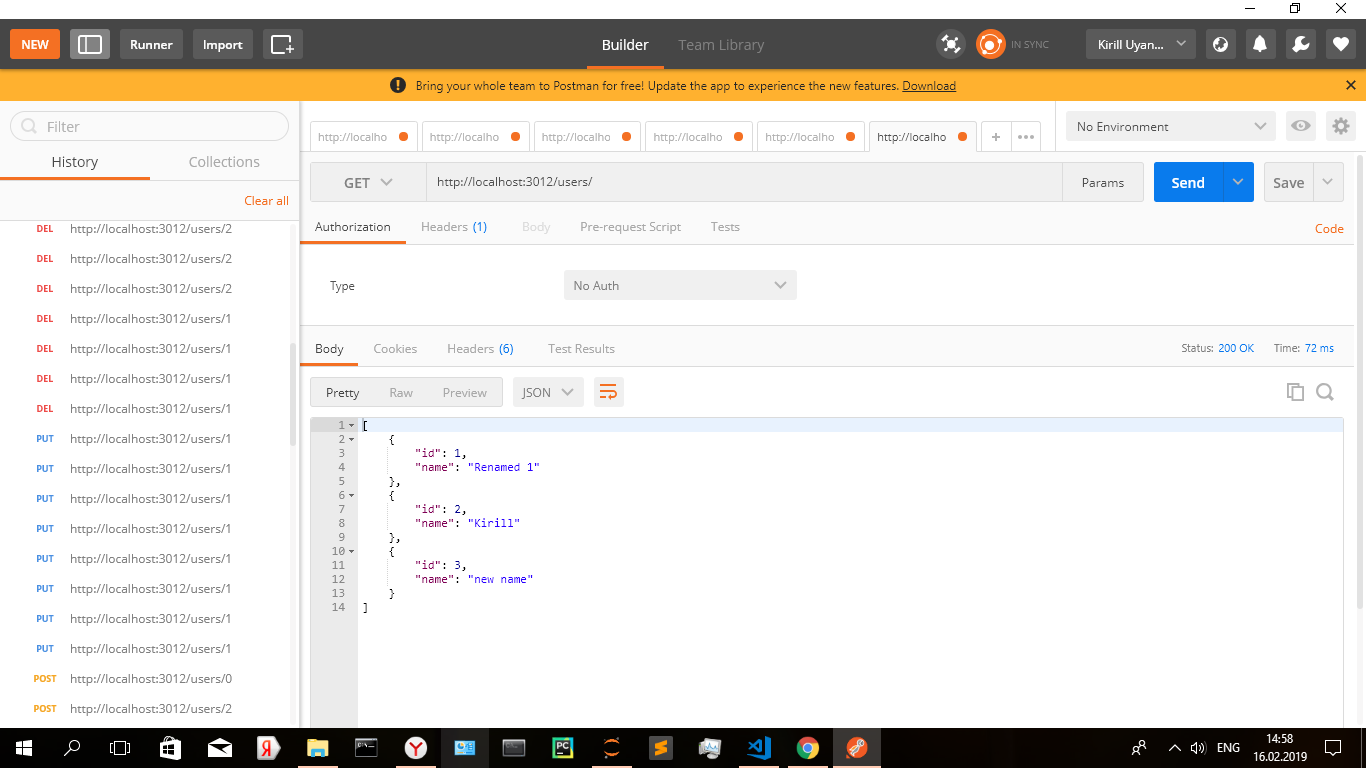 NEW Runner Import Builder Team Library IN SYNC Kirill Uyan...
Bring your whole team to Postman for free! Update the app to experience the new features. Download
Filter
History Collections
Clear all
DEL http://localhost:3012/users/2
DEL http://localhost:3012/users/2
DEL http://localhost:3012/users/2
DEL http://localhost:3012/users/1
DEL http://localhost:3012/users/1
DEL http://localhost:3012/users/1
DEL http://localhost:3012/users/1
PUT http://localhost:3012/users/1
PUT http://localhost:3012/users/1
PUT http://localhost:3012/users/1
PUT http://localhost:3012/users/1
PUT http://localhost:3012/users/1
PUT http://localhost:3012/users/1
PUT http://localhost:3012/users/1
PUT http://localhost:3012/users/1
POST http://localhost:3012/users/0
POST http://localhost:3012/users/2
http://localho http://localho http://localho http://localho http://localho http://localho + ••• No Environment
GET http://localhost:3012/users/ Params Send Save
Authorization Headers (1) Body Pre-request Script Tests Code
Type No Auth
Body Cookies Headers (6) Test Results Status: 200 OK Time: 72 ms
Pretty Raw Preview JSON
1 [
2 {
3 "id": 1,
4 "name": "Renamed 1"
5 },
6 {
7 "id": 2,
8 "name": "Kirill"
9 },
10 {
11 "id": 3,
12 "name": "new name"
13 }
14 ]
Я Y PC S ENG 14:58
16.02.2019